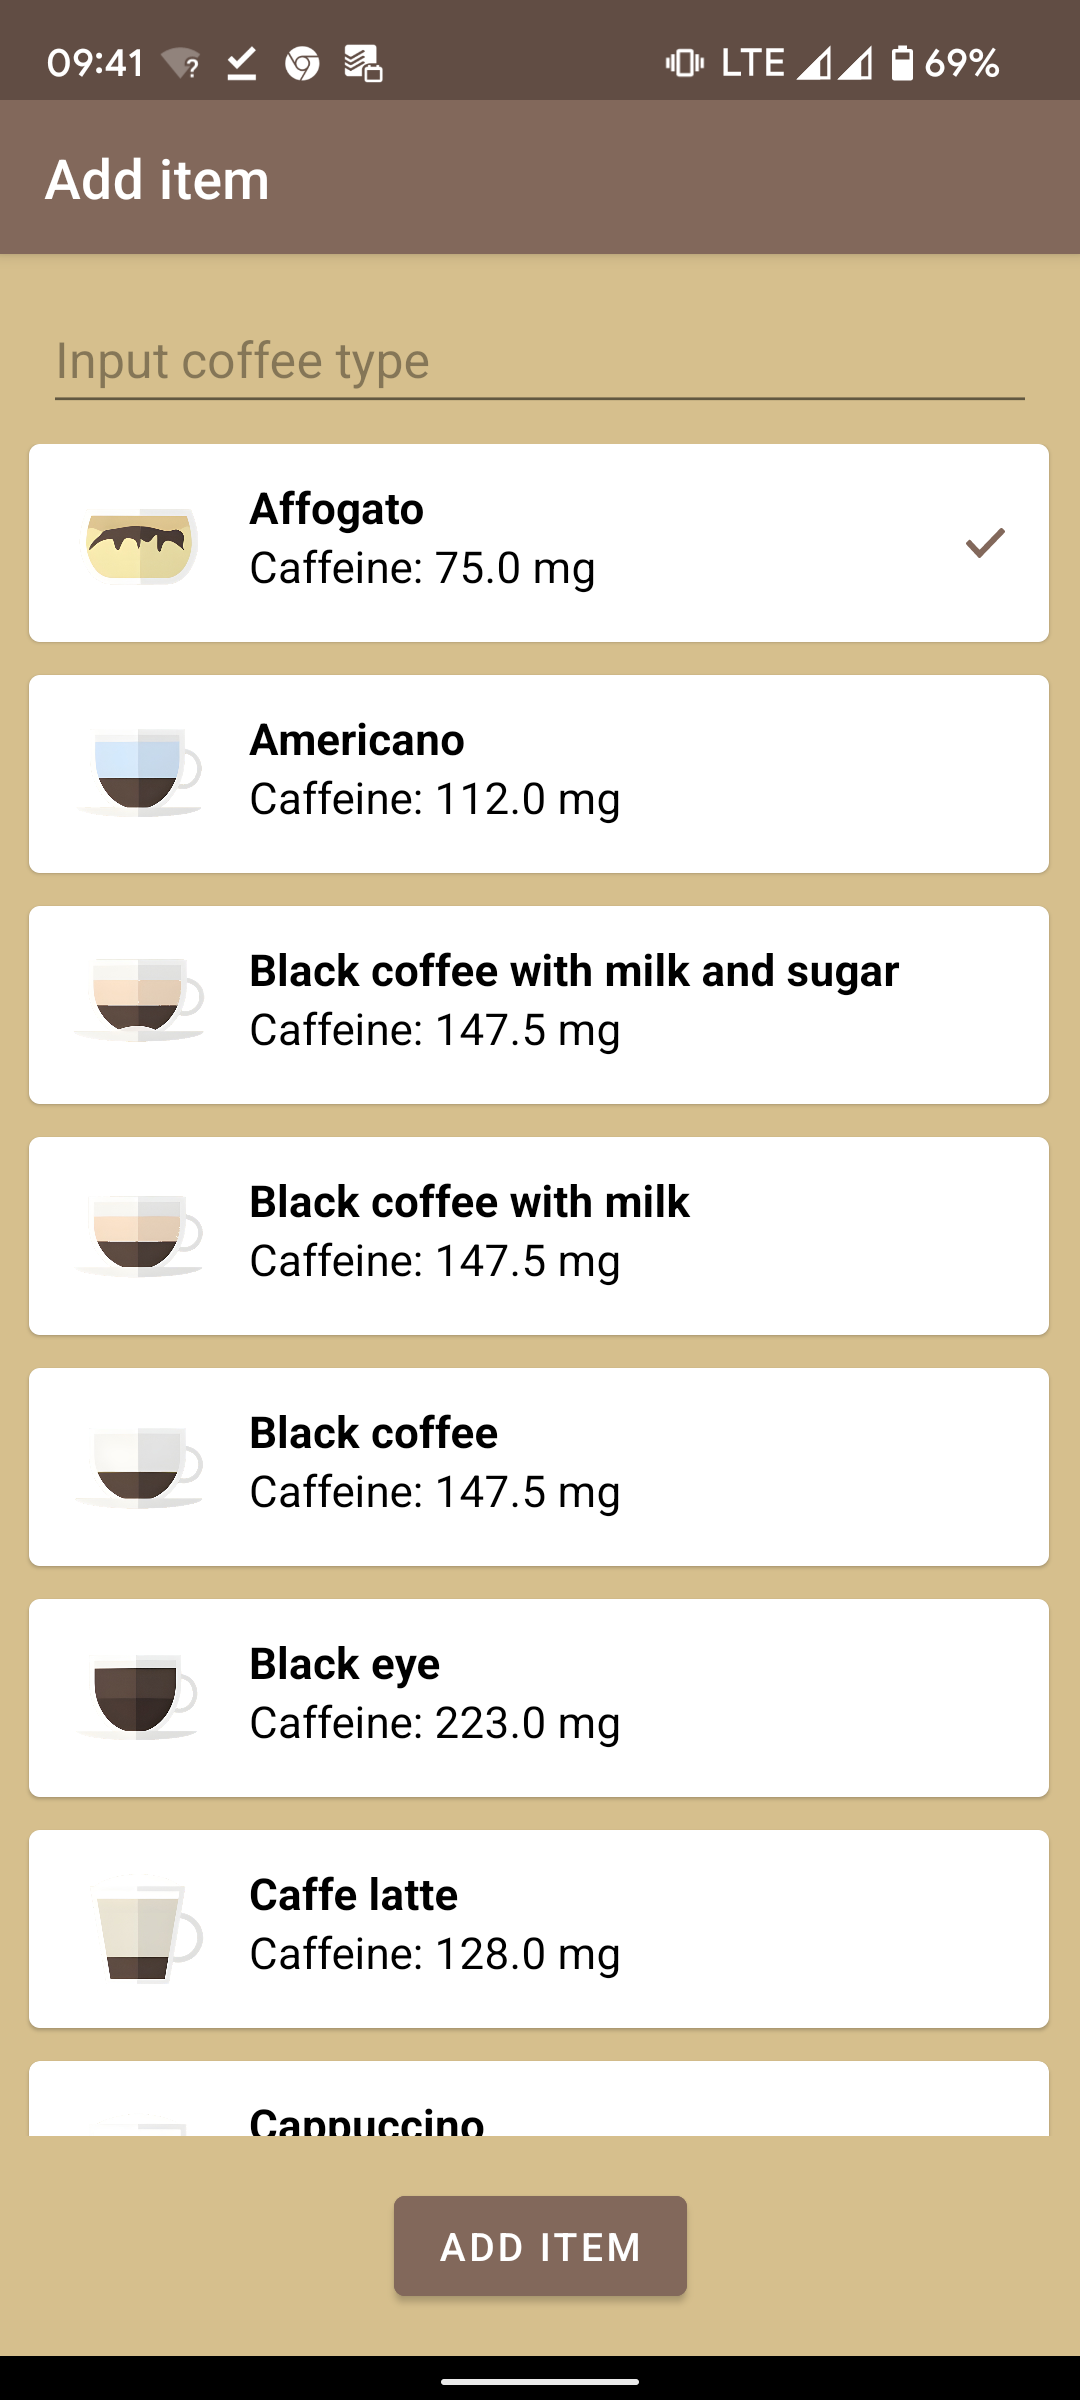 09:41 LTE 69%
Add item
Input coffee type
Affogato
Caffeine: 75.0 mg
Americano
Caffeine: 112.0 mg
Black coffee with milk and sugar
Caffeine: 147.5 mg
Black coffee with milk
Caffeine: 147.5 mg
Black coffee
Caffeine: 147.5 mg
Black eye
Caffeine: 223.0 mg
Caffe latte
Caffeine: 128.0 mg
Cappuccino
ADD ITEM